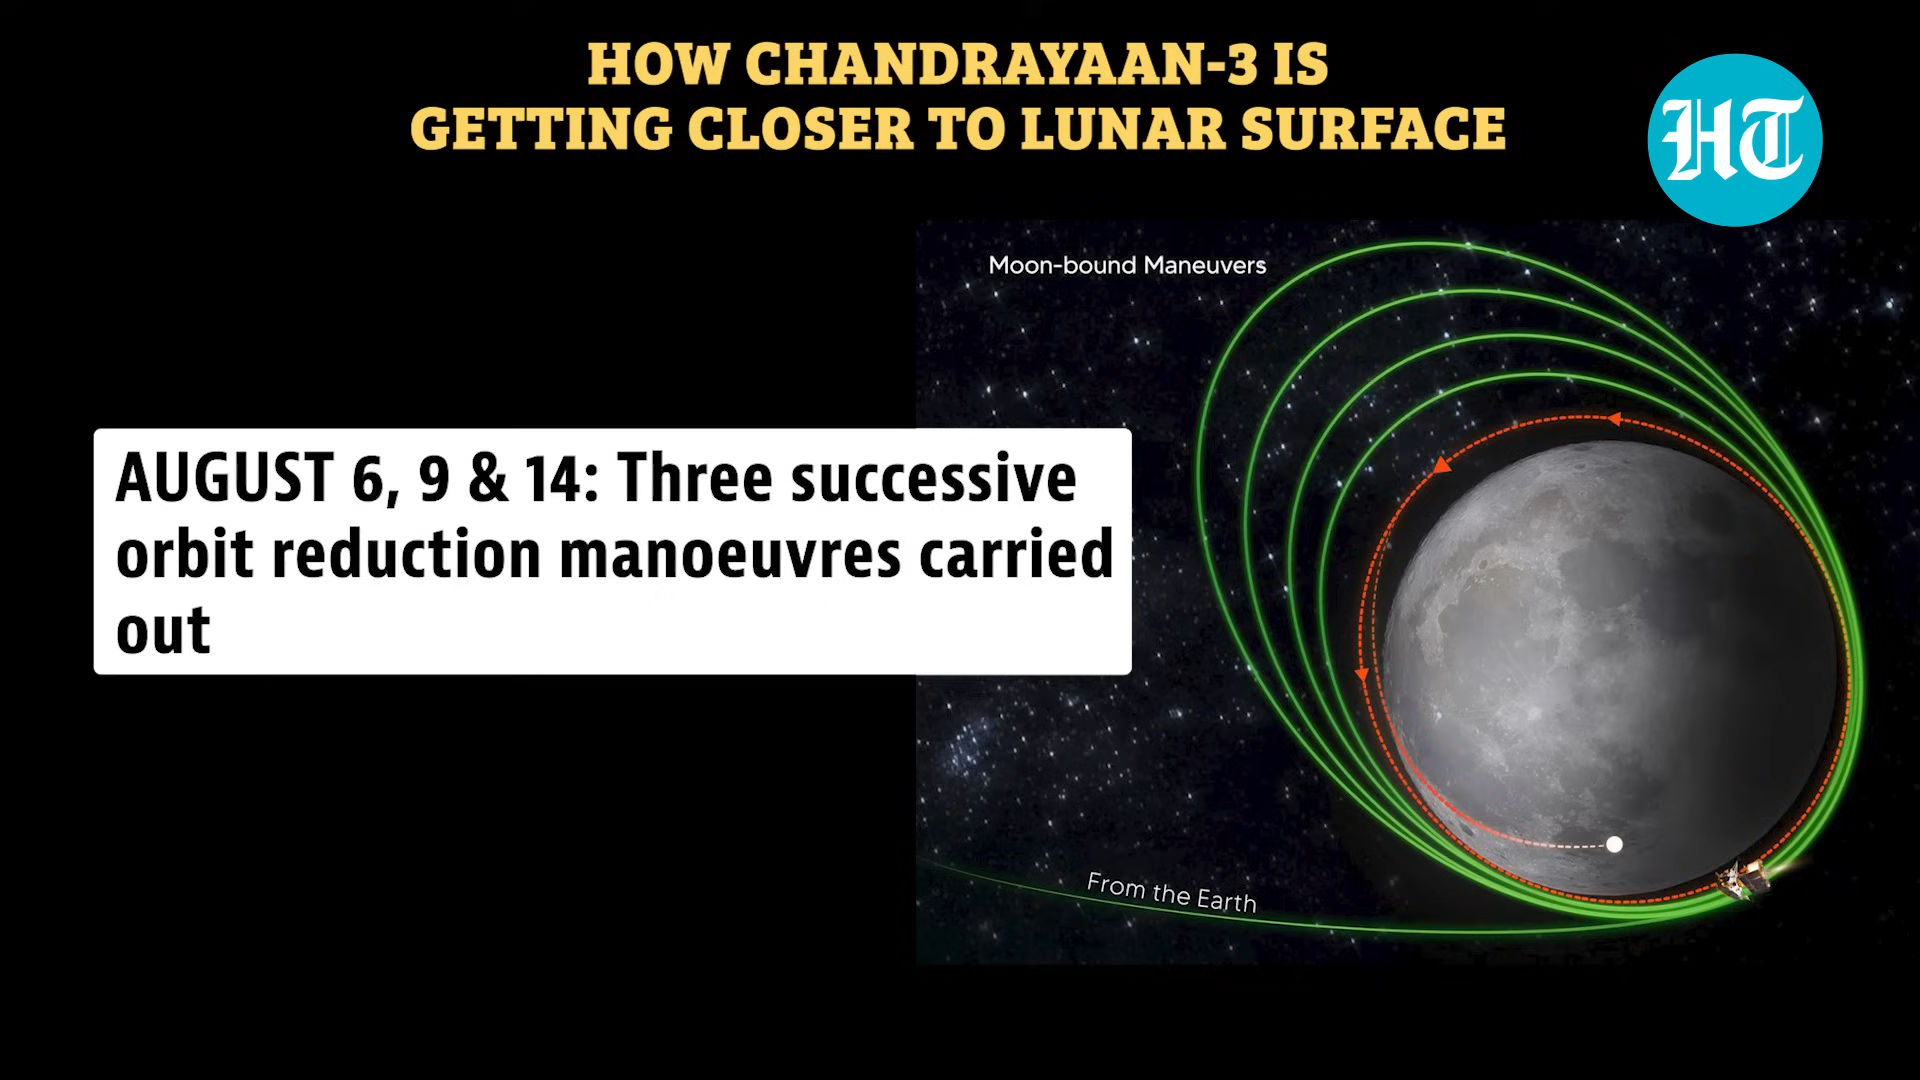 HOW CHANDRAYAAN-3 IS
GETTING CLOSER TO LUNAR SURFACE
HT
Moon-bound Maneuvers
AUGUST 6, 9 & 14: Three successive
orbit reduction manoeuvres carried
out
From the Earth